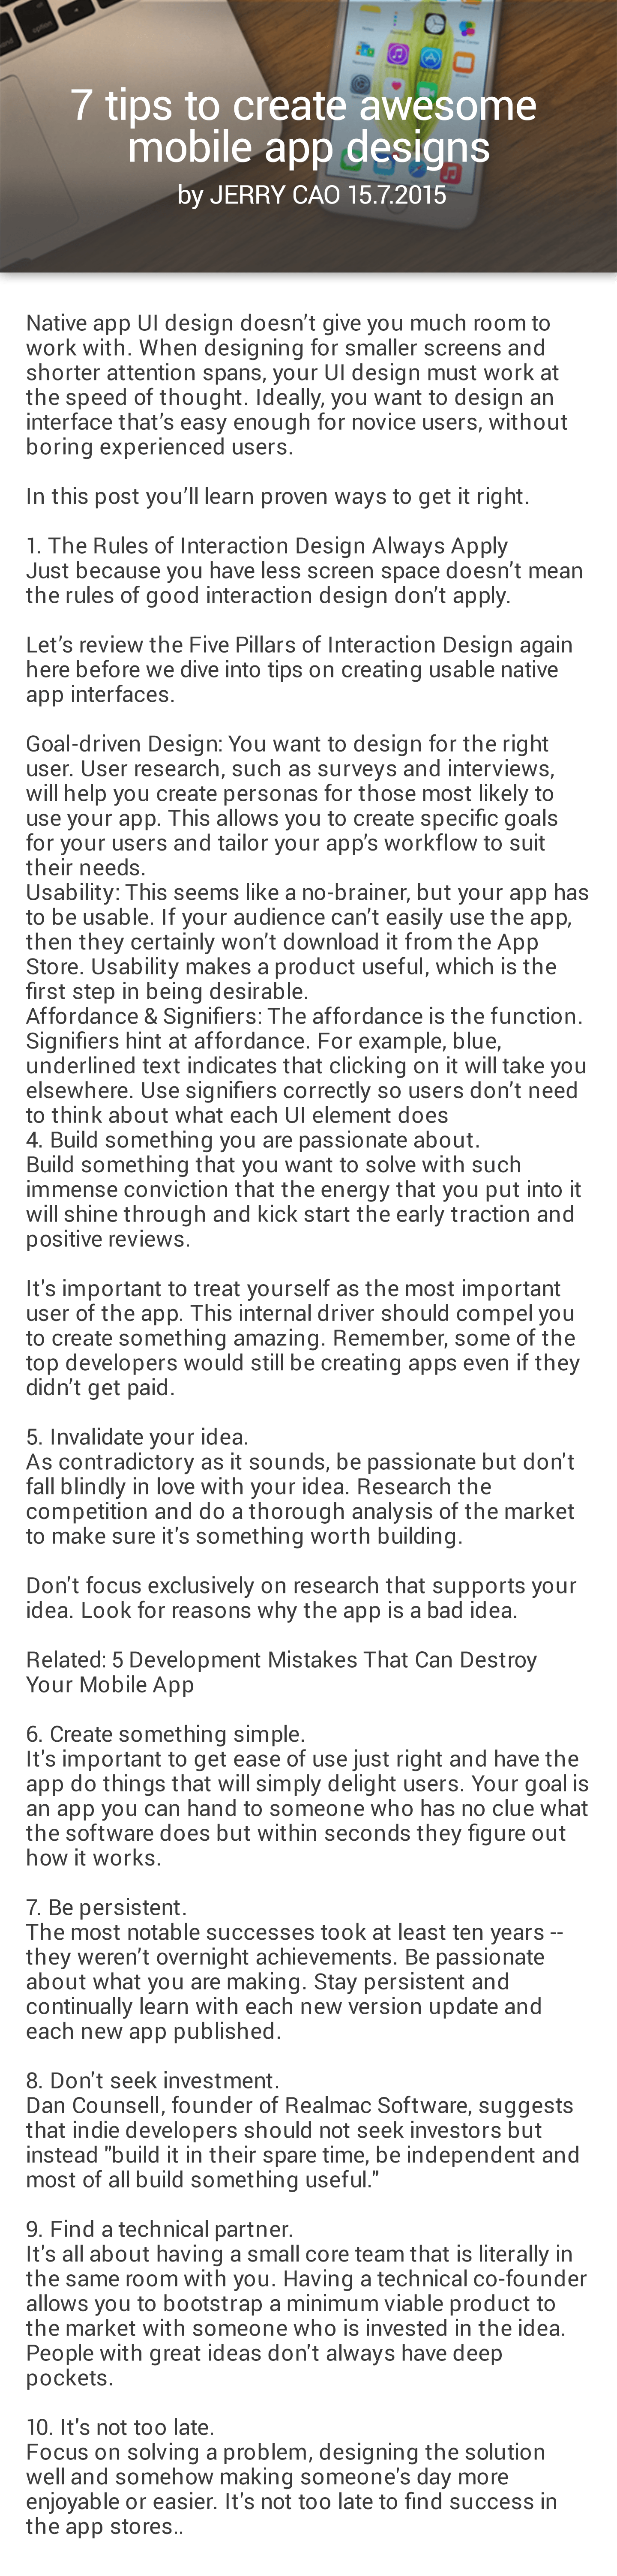 option
7 tips to create awesome
mobile app designs
by JERRY CAO 15.7.2015
Native app UI design doesn’t give you much room to
work with. When designing for smaller screens and
shorter attention spans, your UI design must work at
the speed of thought. Ideally, you want to design an
interface that’s easy enough for novice users, without
boring experienced users.
In this post you’ll learn proven ways to get it right.
1. The Rules of Interaction Design Always Apply
Just because you have less screen space doesn’t mean
the rules of good interaction design don’t apply.
Let’s review the Five Pillars of Interaction Design again
here before we dive into tips on creating usable native
app interfaces.
Goal-driven Design: You want to design for the right
user. User research, such as surveys and interviews,
will help you create personas for those most likely to
use your app. This allows you to create specific goals
for your users and tailor your app’s workflow to suit
their needs.
Usability: This seems like a no-brainer, but your app has
to be usable. If your audience can’t easily use the app,
then they certainly won’t download it from the App
Store. Usability makes a product useful, which is the
first step in being desirable.
Affordance & Signifiers: The affordance is the function.
Signifiers hint at affordance. For example, blue,
underlined text indicates that clicking on it will take you
elsewhere. Use signifiers correctly so users don’t need
to think about what each UI element does
4. Build something you are passionate about.
Build something that you want to solve with such
immense conviction that the energy that you put into it
will shine through and kick start the early traction and
positive reviews.
It's important to treat yourself as the most important
user of the app. This internal driver should compel you
to create something amazing. Remember, some of the
top developers would still be creating apps even if they
didn’t get paid.
5. Invalidate your idea.
As contradictory as it sounds, be passionate but don't
fall blindly in love with your idea. Research the
competition and do a thorough analysis of the market
to make sure it's something worth building.
Don't focus exclusively on research that supports your
idea. Look for reasons why the app is a bad idea.
Related: 5 Development Mistakes That Can Destroy
Your Mobile App
6. Create something simple.
It's important to get ease of use just right and have the
app do things that will simply delight users. Your goal is
an app you can hand to someone who has no clue what
the software does but within seconds they figure out
how it works.
7. Be persistent.
The most notable successes took at least ten years --
they weren’t overnight achievements. Be passionate
about what you are making. Stay persistent and
continually learn with each new version update and
each new app published.
8. Don't seek investment.
Dan Counsell, founder of Realmac Software, suggests
that indie developers should not seek investors but
instead "build it in their spare time, be independent and
most of all build something useful."
9. Find a technical partner.
It's all about having a small core team that is literally in
the same room with you. Having a technical co-founder
allows you to bootstrap a minimum viable product to
the market with someone who is invested in the idea.
People with great ideas don't always have deep
pockets.
10. It's not too late.
Focus on solving a problem, designing the solution
well and somehow making someone's day more
enjoyable or easier. It's not too late to find success in
the app stores..